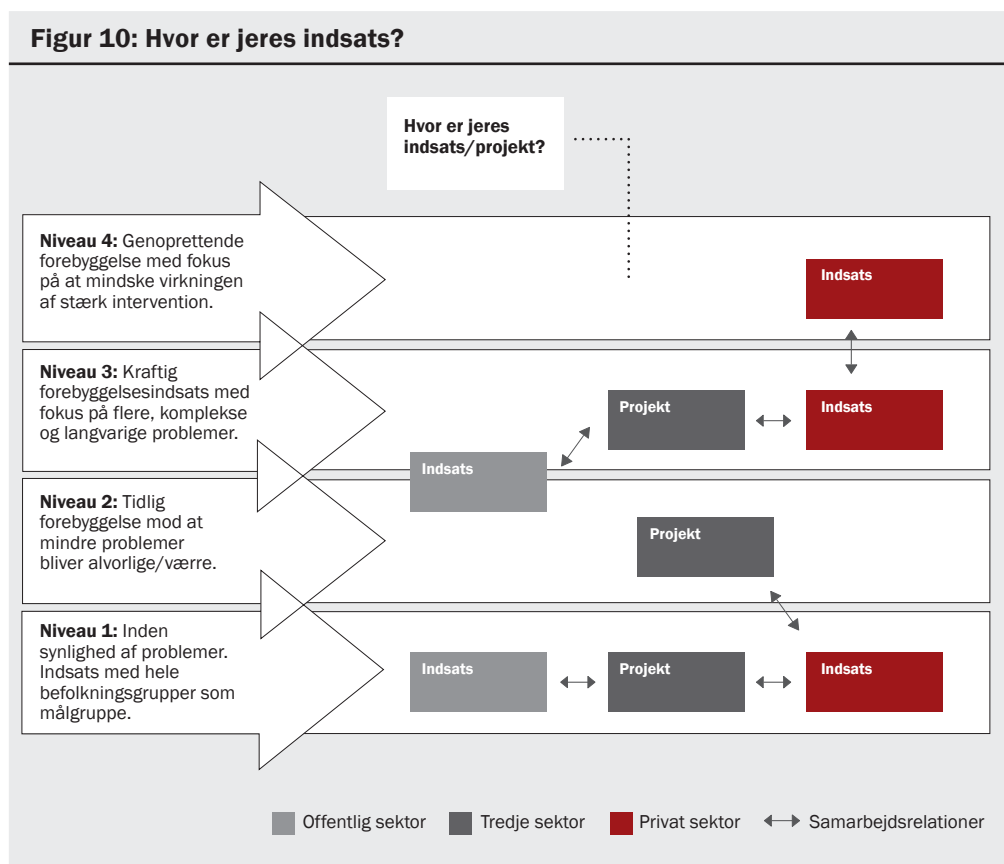 Figur 10: Hvor er jeres indsats?
Hvor er jeres
indsats/projekt?
Niveau 4: Genoprettende
forebyggelse med fokus
på at mindske virkningen
af stærk intervention.
Indsats
Niveau 3: Kraftig
forebyggelsesindsats med
fokus på flere, komplekse
og langvarige problemer.
Projekt
Indsats
Indsats
Niveau 2: Tidlig
forebyggelse mod at
mindre problemer
bliver alvorlige/værre.
Projekt
Niveau 1: Inden
synlighed af problemer.
Indsats med hele
befolkningsgrupper som
målgruppe.
Indsats
Projekt
Indsats
Offentlig sektor
Tredje sektor
Privat sektor
Samarbejdsrelationer